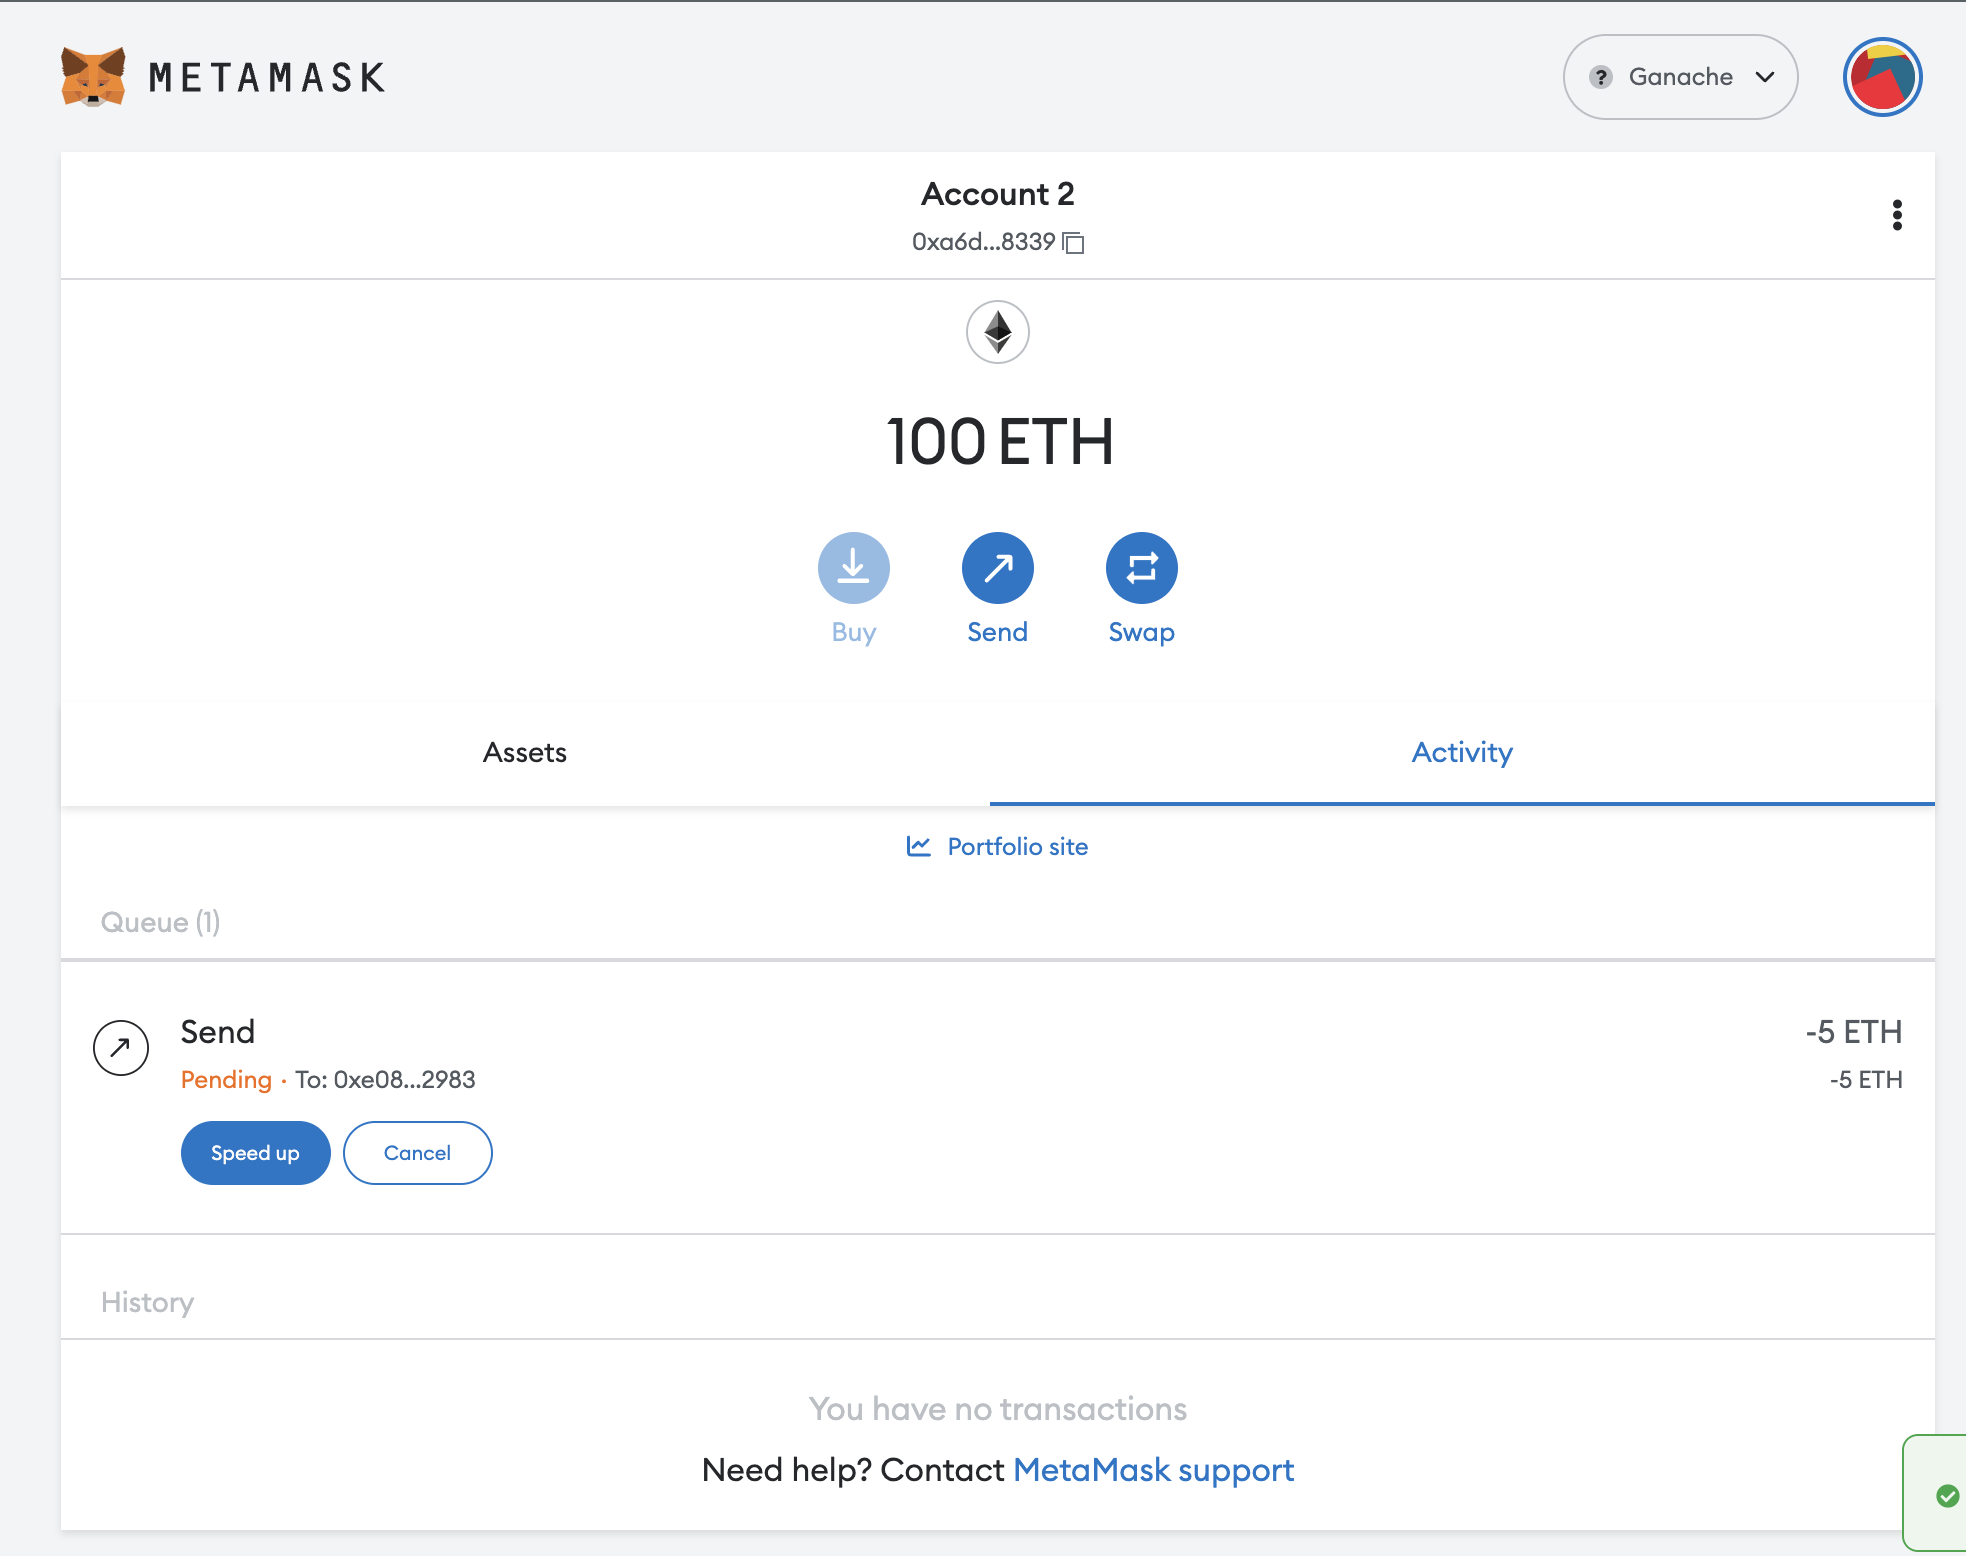 METAMASK
? Ganache
Account 2
0xa6d...8339
100 ETH
Buy
Send
Swap
Assets
Activity
Portfolio site
Queue (1)
Send
-5 ETH
Pending · To: 0xe08...2983
-5 ETH
Speed up
Cancel
History
You have no transactions
Need help? Contact MetaMask support